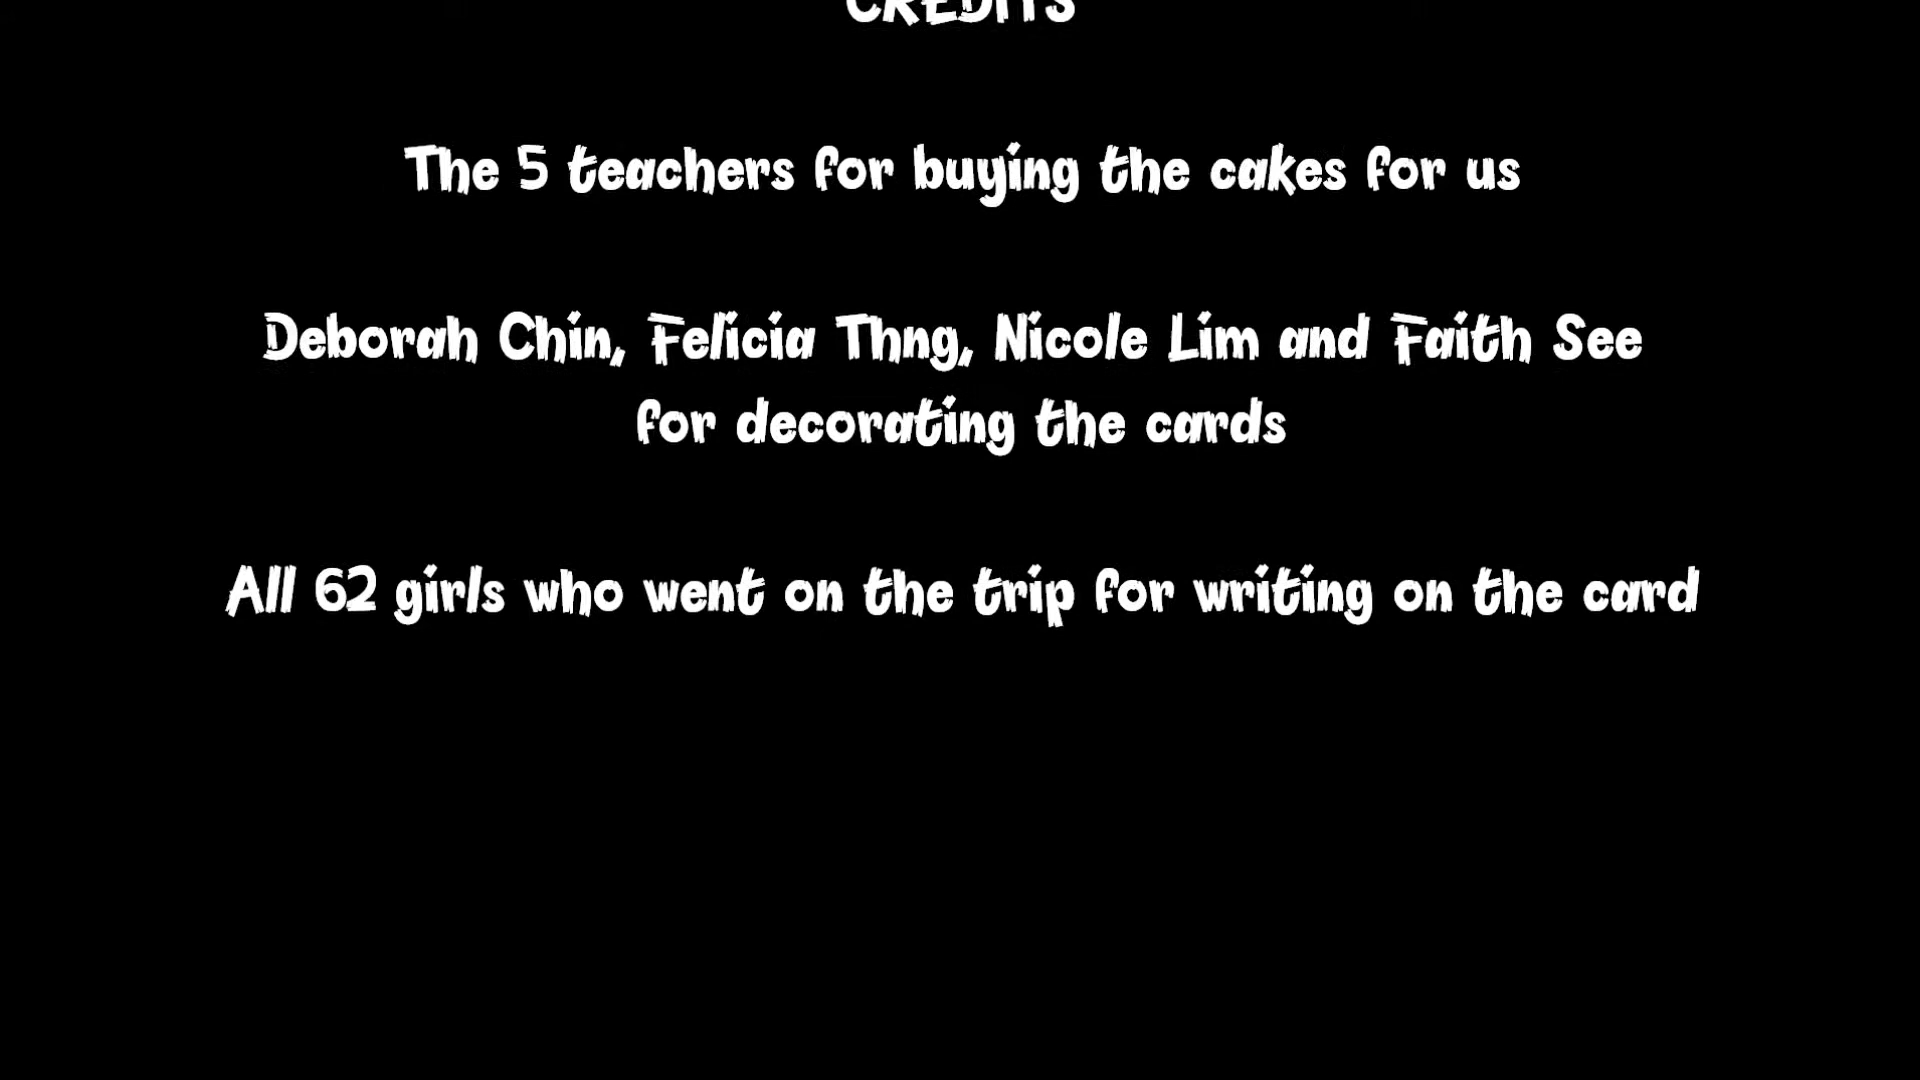 CREDITS
The 5 teachers for buying the cakes for us
Deborah Chin, Felicia Thng, Nicole Lim and Faith See
for decorating the cards
All 62 girls who went on the trip for writing on the card